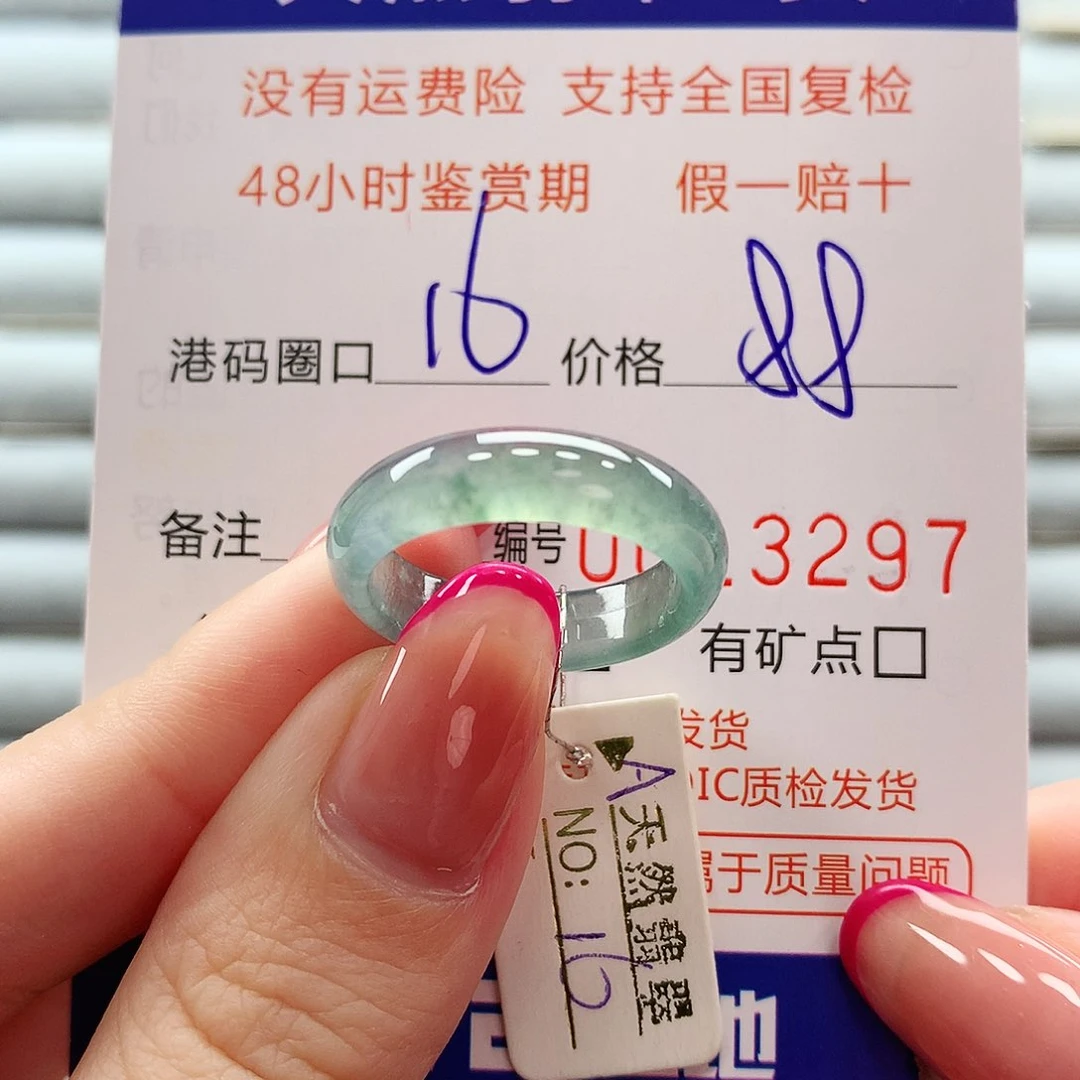 没有运费险 支持全国复检
48小时鉴赏期 假一赔十
港码圈口 16 价格 88
备注 编号 3297
有矿点□
发货
IC质检发货
于质量问题
A
天然翡翠
NO: 16